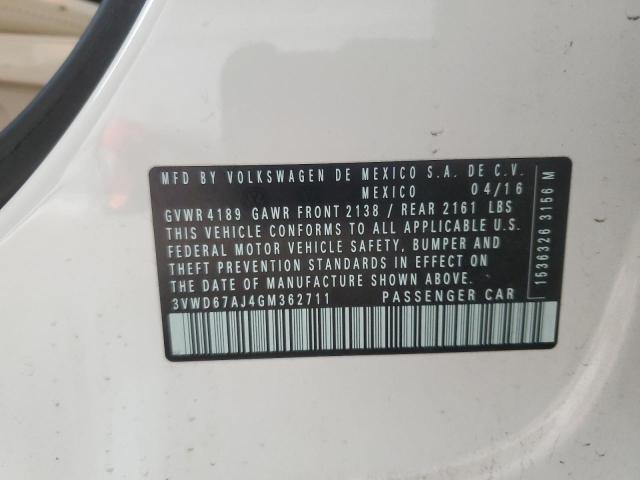 MFD BY VOLKSWAGEN DE MEXICO S.A. DE C.V.
MEXICO 04/16
GVWR 4189 GAWR FRONT 2138 / REAR 2161 LBS
THIS VEHICLE CONFORMS TO ALL APPLICABLE U.S.
FEDERAL MOTOR VEHICLE SAFETY, BUMPER AND
THEFT PREVENTION STANDARDS IN EFFECT ON
THE DATE OF MANUFACTURE SHOWN ABOVE.
3VWD67AJ4GM362711 PASSENGER CAR
1536326 3156 M